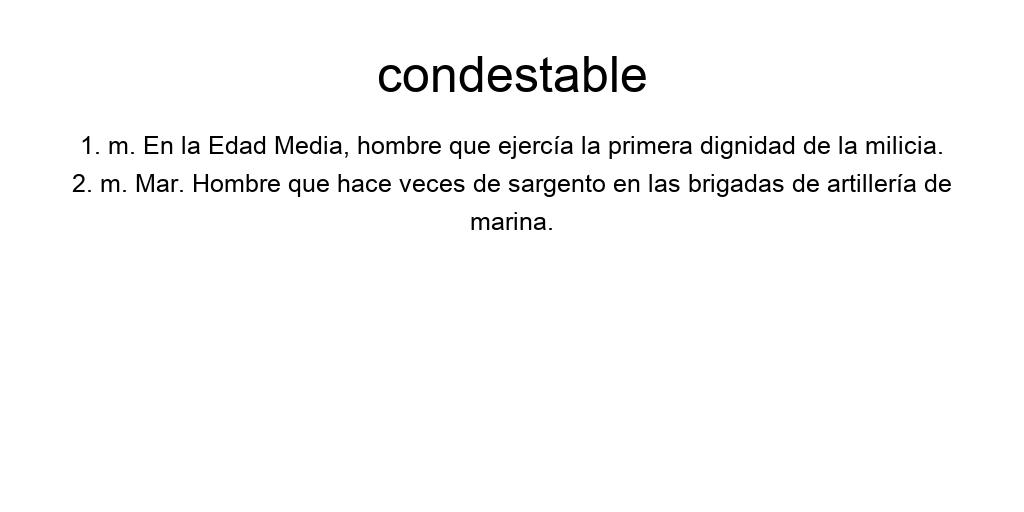 condestable
1. m. En la Edad Media, hombre que ejercía la primera dignidad de la milicia.
2. m. Mar. Hombre que hace veces de sargento en las brigadas de artillería de
marina.